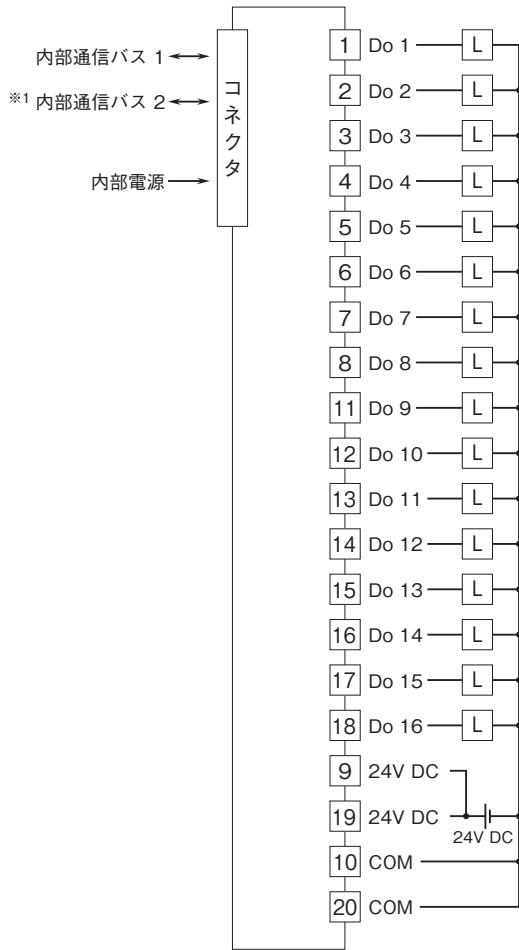 内部通信バス 1
※1 内部通信バス 2
内部電源
コネクタ
1 Do 1 L
2 Do 2 L
3 Do 3 L
4 Do 4 L
5 Do 5 L
6 Do 6 L
7 Do 7 L
8 Do 8 L
11 Do 9 L
12 Do 10 L
13 Do 11 L
14 Do 12 L
15 Do 13 L
16 Do 14 L
17 Do 15 L
18 Do 16 L
9 24V DC
19 24V DC
24V DC
10 COM
20 COM